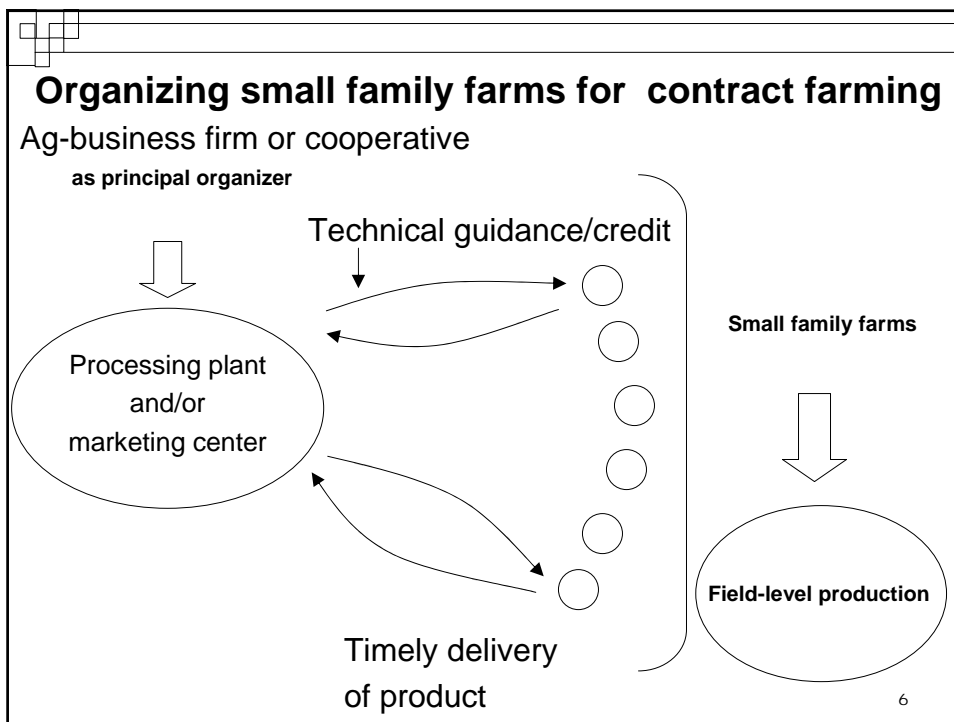 Organizing small family farms for contract farming
Ag-business firm or cooperative
as principal organizer
Technical guidance/credit
Small family farms
Processing plant
and/or
marketing center
Field-level production
Timely delivery
of product
6